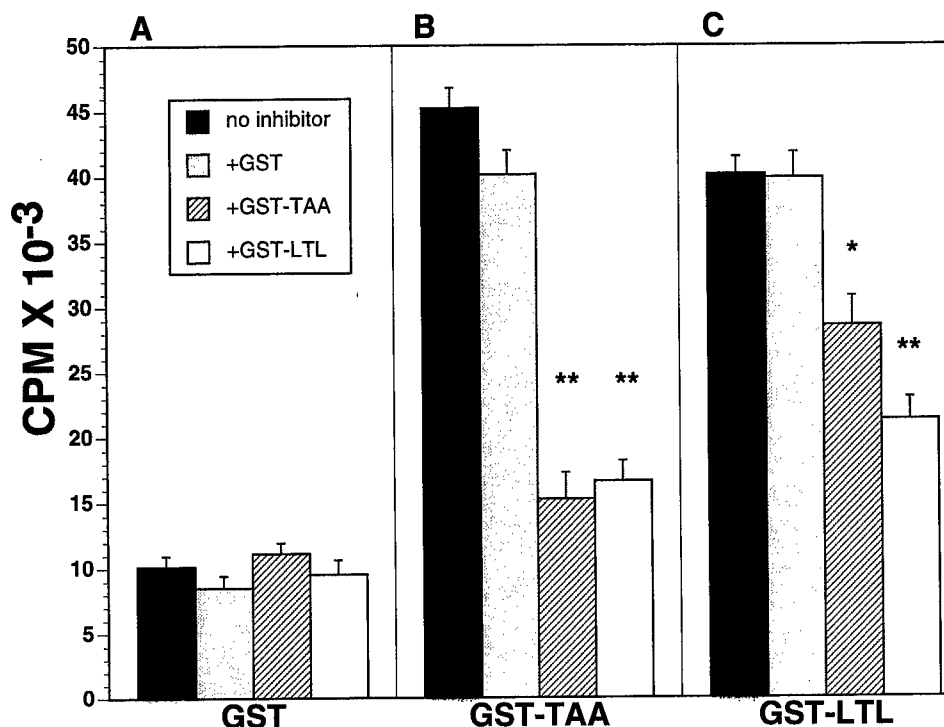 A B C
CPM X 10-3
50
45
40
35
30
25
20
15
10
5
0
no inhibitor
+GST
+GST-TAA
+GST-LTL
** **
*
**
GST GST-TAA GST-LTL